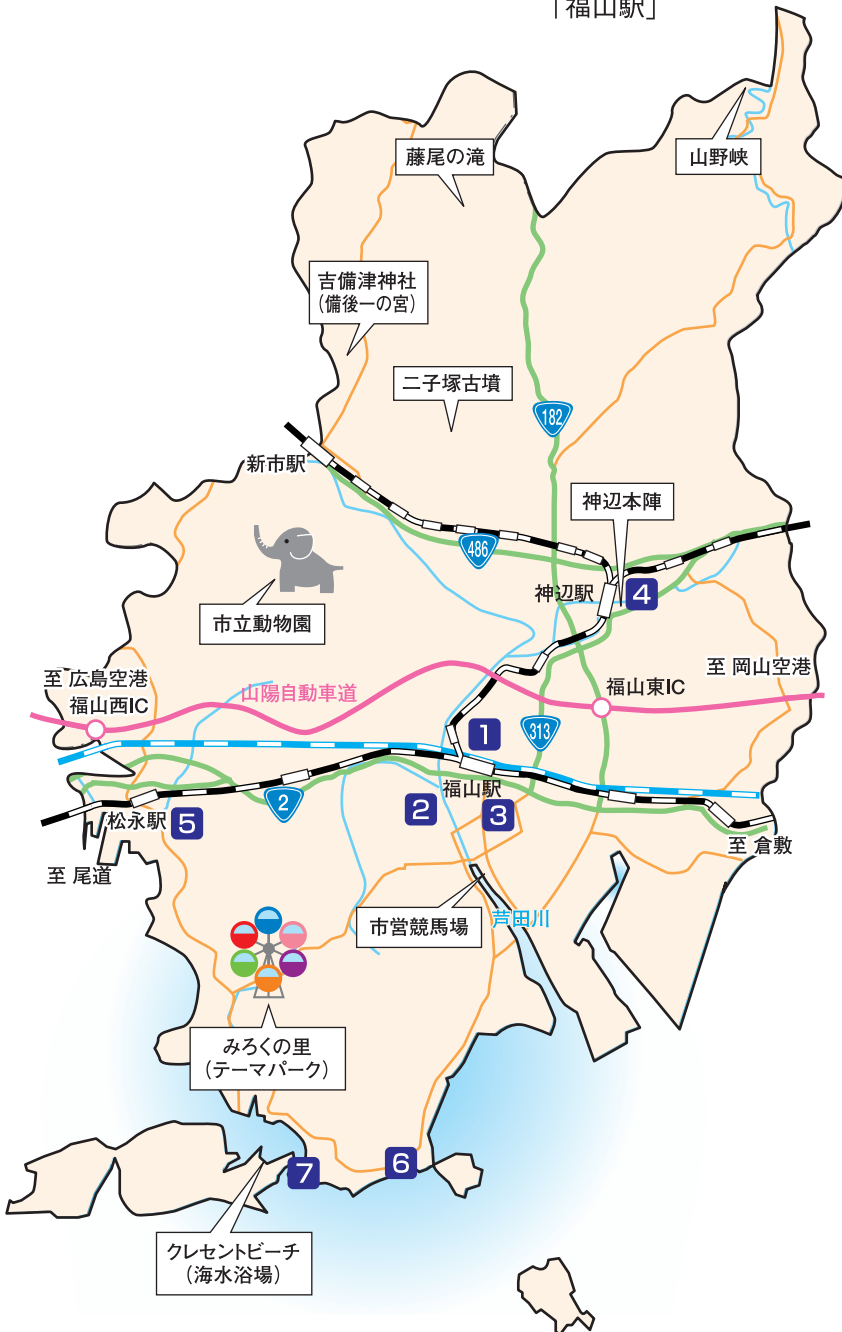 「福山駅」
山野峡
藤尾の滝
吉備津神社
(備後一の宮)
二子塚古墳
182
新市駅
神辺本陣
486
神辺駅
4
市立動物園
至 広島空港
福山西IC
山陽自動車道
福山東IC
至 岡山空港
1
313
福山駅
2
2
3
松永駅
5
至 倉敷
至 尾道
市営競馬場
芦田川
みろくの里
(テーマパーク)
6
7
クレセントビーチ
(海水浴場)